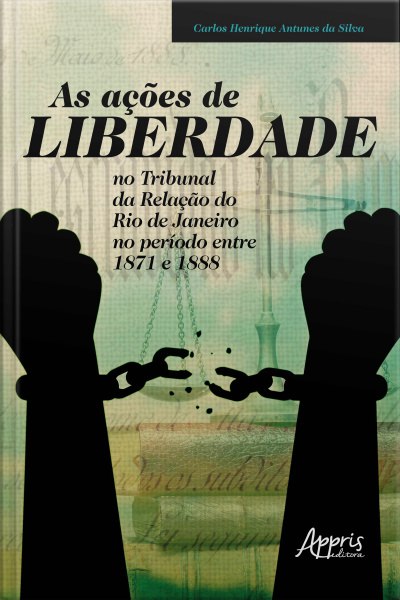 Carlos Henrique Antunes da Silva
As ações de
LIBERDADE
no Tribunal
da Relação do
Rio de Janeiro
no período entre
1871 e 1888
Appris
editora